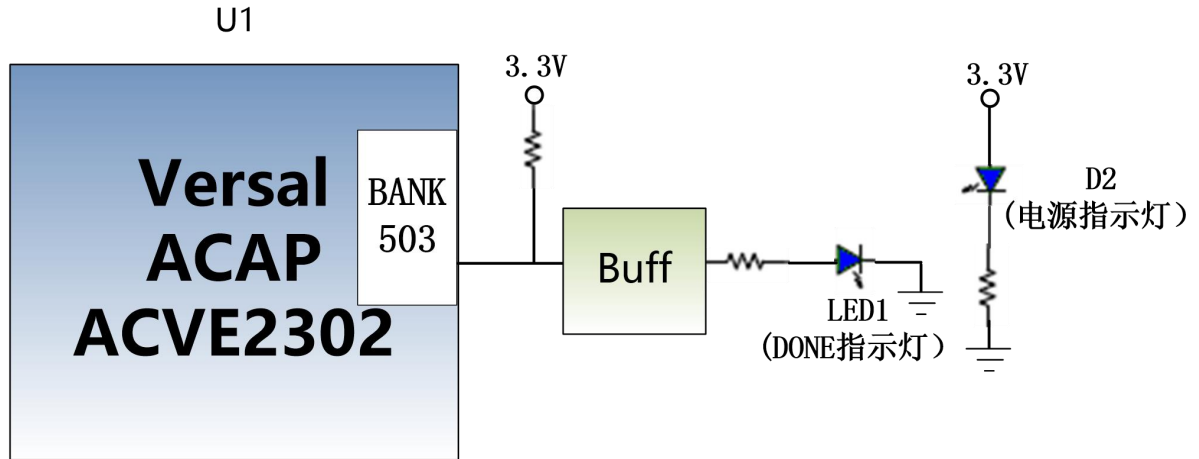 U1
Versal
ACAP
ACVE2302
BANK
503
3.3V
Buff
LED1
(DONE指示灯）
3.3V
D2
(电源指示灯）